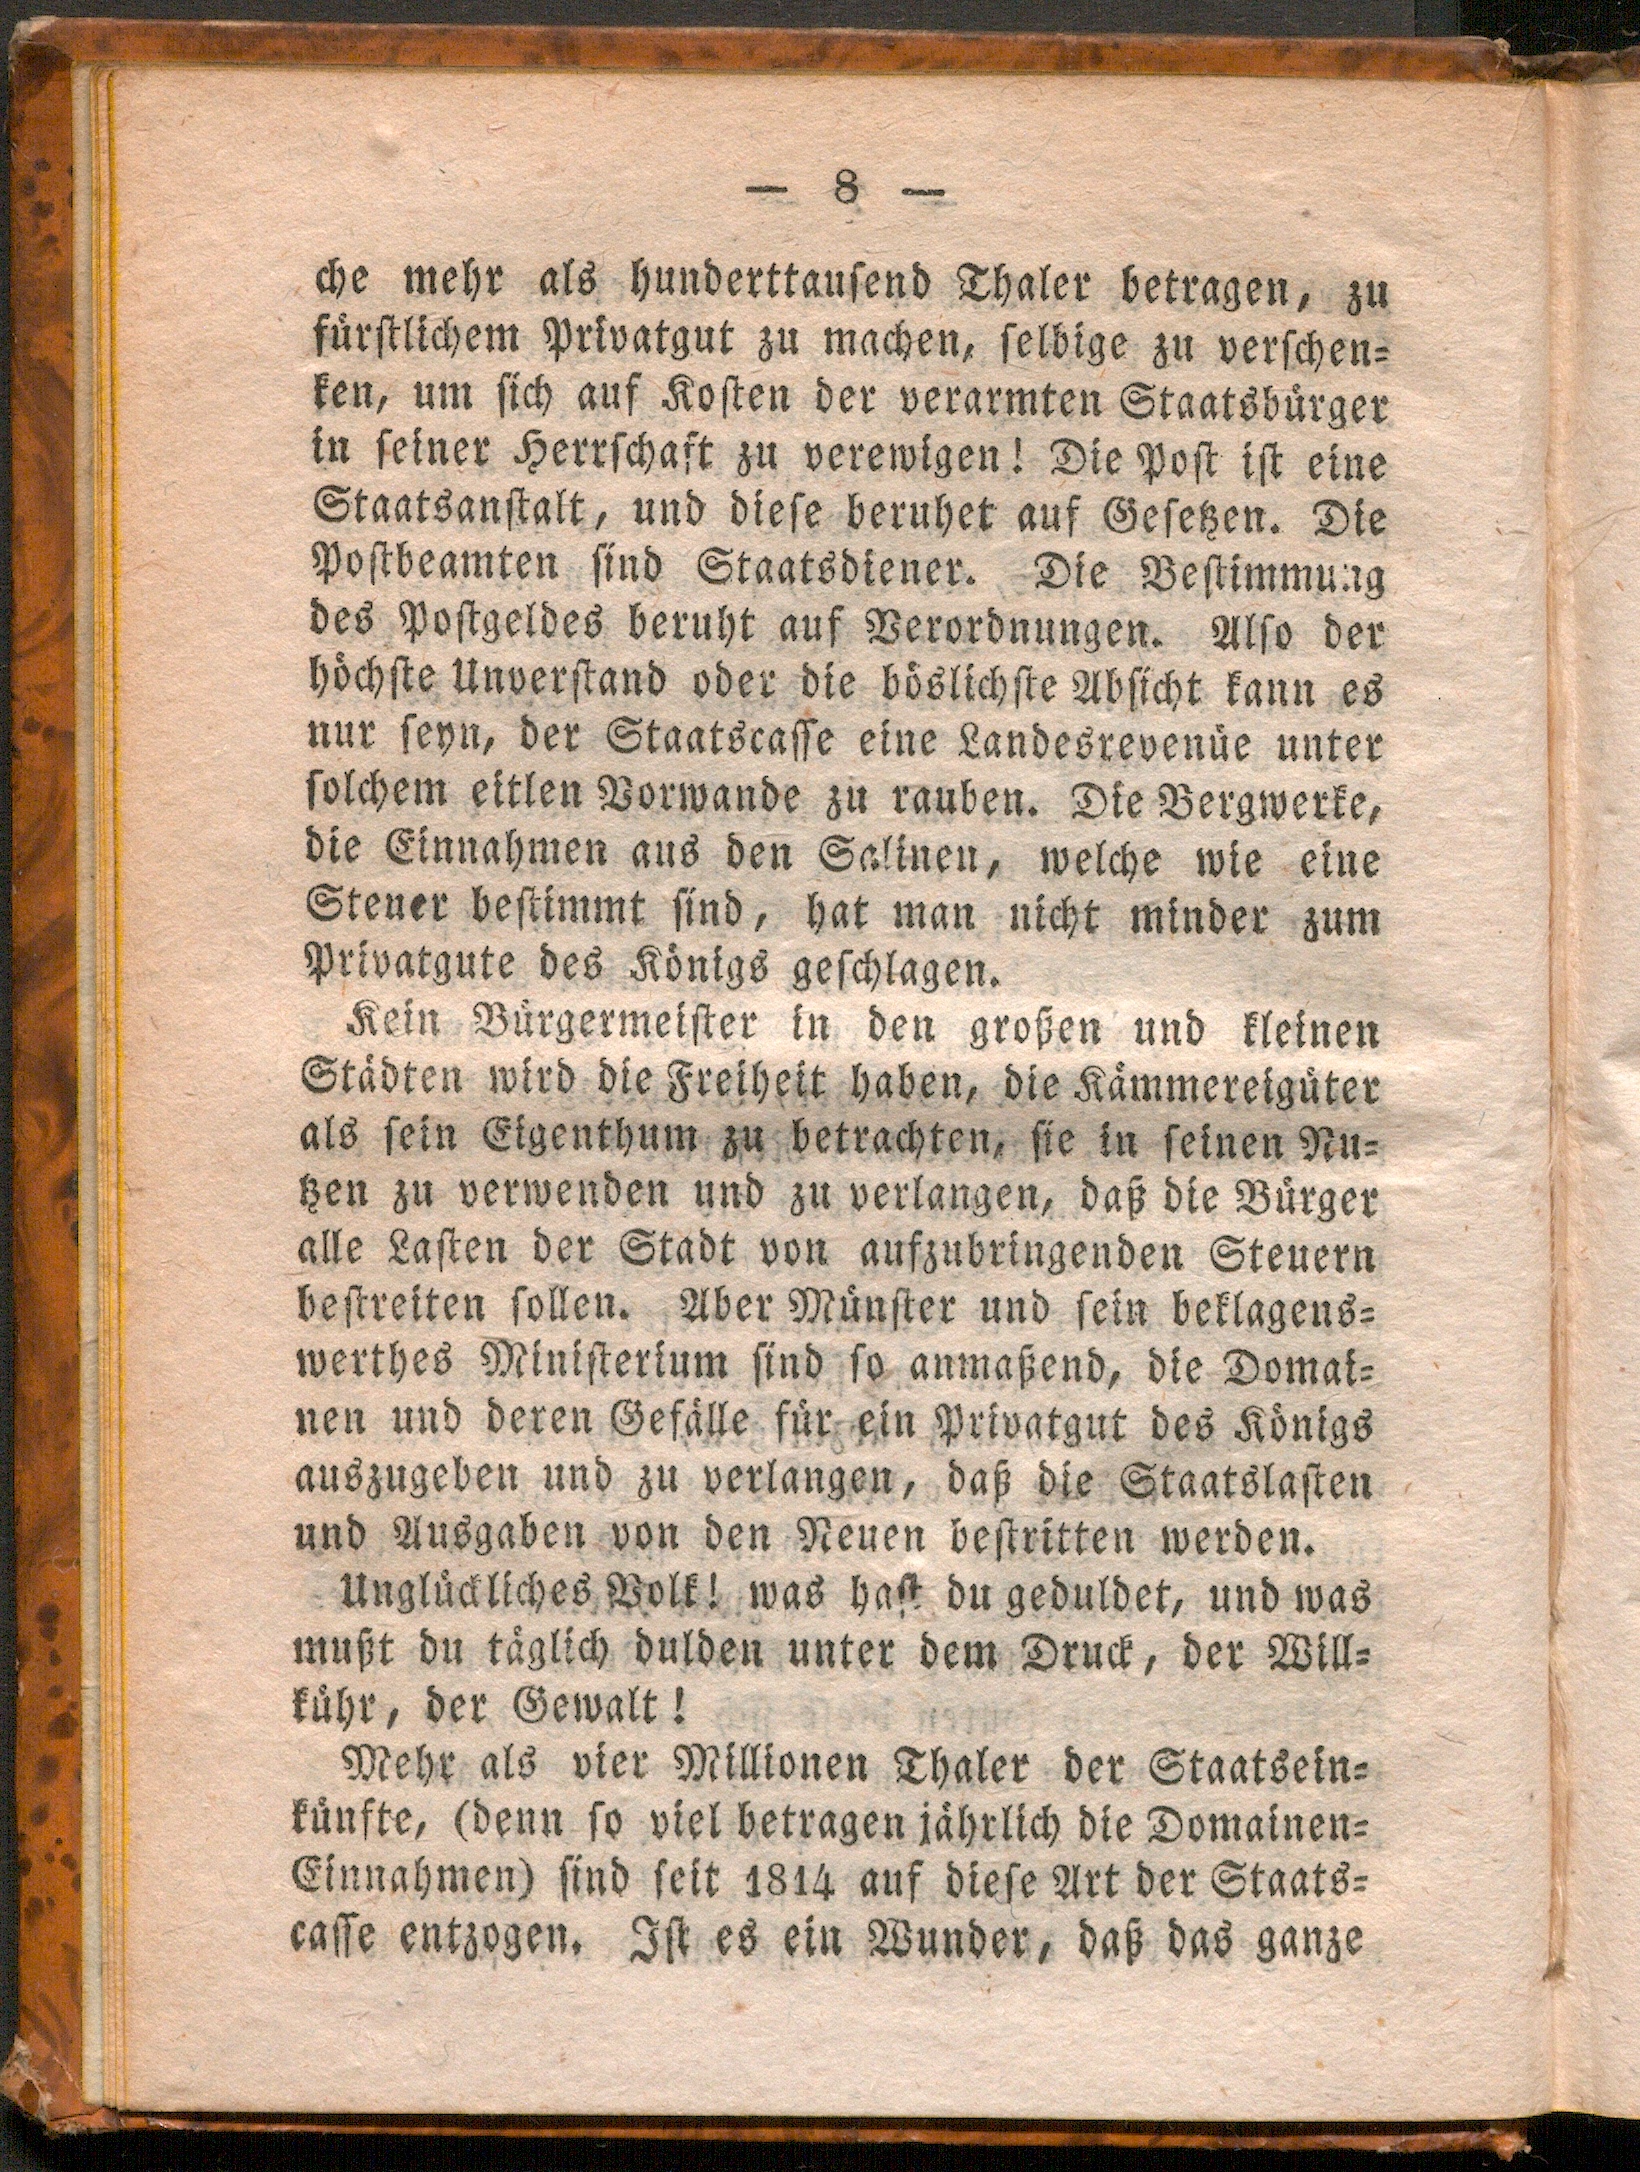 — 8 —
che mehr als hunderttauſend Thaler betragen, zu
fürſtlichem Privatgut zu machen, ſelbige zu verſchen=
ken, um ſich auf Koſten der verarmten Staatsbürger
in ſeiner Herrſchaft zu verewigen! Die Poſt iſt eine
Staatsanſtalt, und dieſe beruhet auf Geſetzen. Die
Poſtbeamten ſind Staatsdiener. Die Beſtimmung
des Poſtgeldes beruht auf Verordnungen. Alſo der
höchſte Unverſtand oder die böslichſte Abſicht kann es
nur ſeyn, der Staatscaſſe eine Landesrevenüe unter
ſolchem eitlen Vorwande zu rauben. Die Bergwerke,
die Einnahmen aus den Salinen, welche wie eine
Steuer beſtimmt ſind, hat man nicht minder zum
Privatgute des Königs geſchlagen.
Kein Bürgermeiſter in den großen und kleinen
Städten wird die Freiheit haben, die Kämmereigüter
als ſein Eigenthum zu betrachten, ſie in ſeinen Nu=
tzen zu verwenden und zu verlangen, daß die Bürger
alle Laſten der Stadt von aufzubringenden Steuern
beſtreiten ſollen. Aber Münſter und ſein beklagens=
werthes Miniſterium ſind ſo anmaßend, die Domai=
nen und deren Gefälle für ein Privatgut des Königs
auszugeben und zu verlangen, daß die Staatslaſten
und Ausgaben von den Neuen beſtritten werden.
Unglückliches Volk! was haſt du geduldet, und was
mußt du täglich dulden unter dem Druck, der Will=
kühr, der Gewalt!
Mehr als vier Millionen Thaler der Staatsein=
künfte, (denn ſo viel betragen jährlich die Domainen=
Einnahmen) ſind ſeit 1814 auf dieſe Art der Staats=
caſſe entzogen. Iſt es ein Wunder, daß das ganze